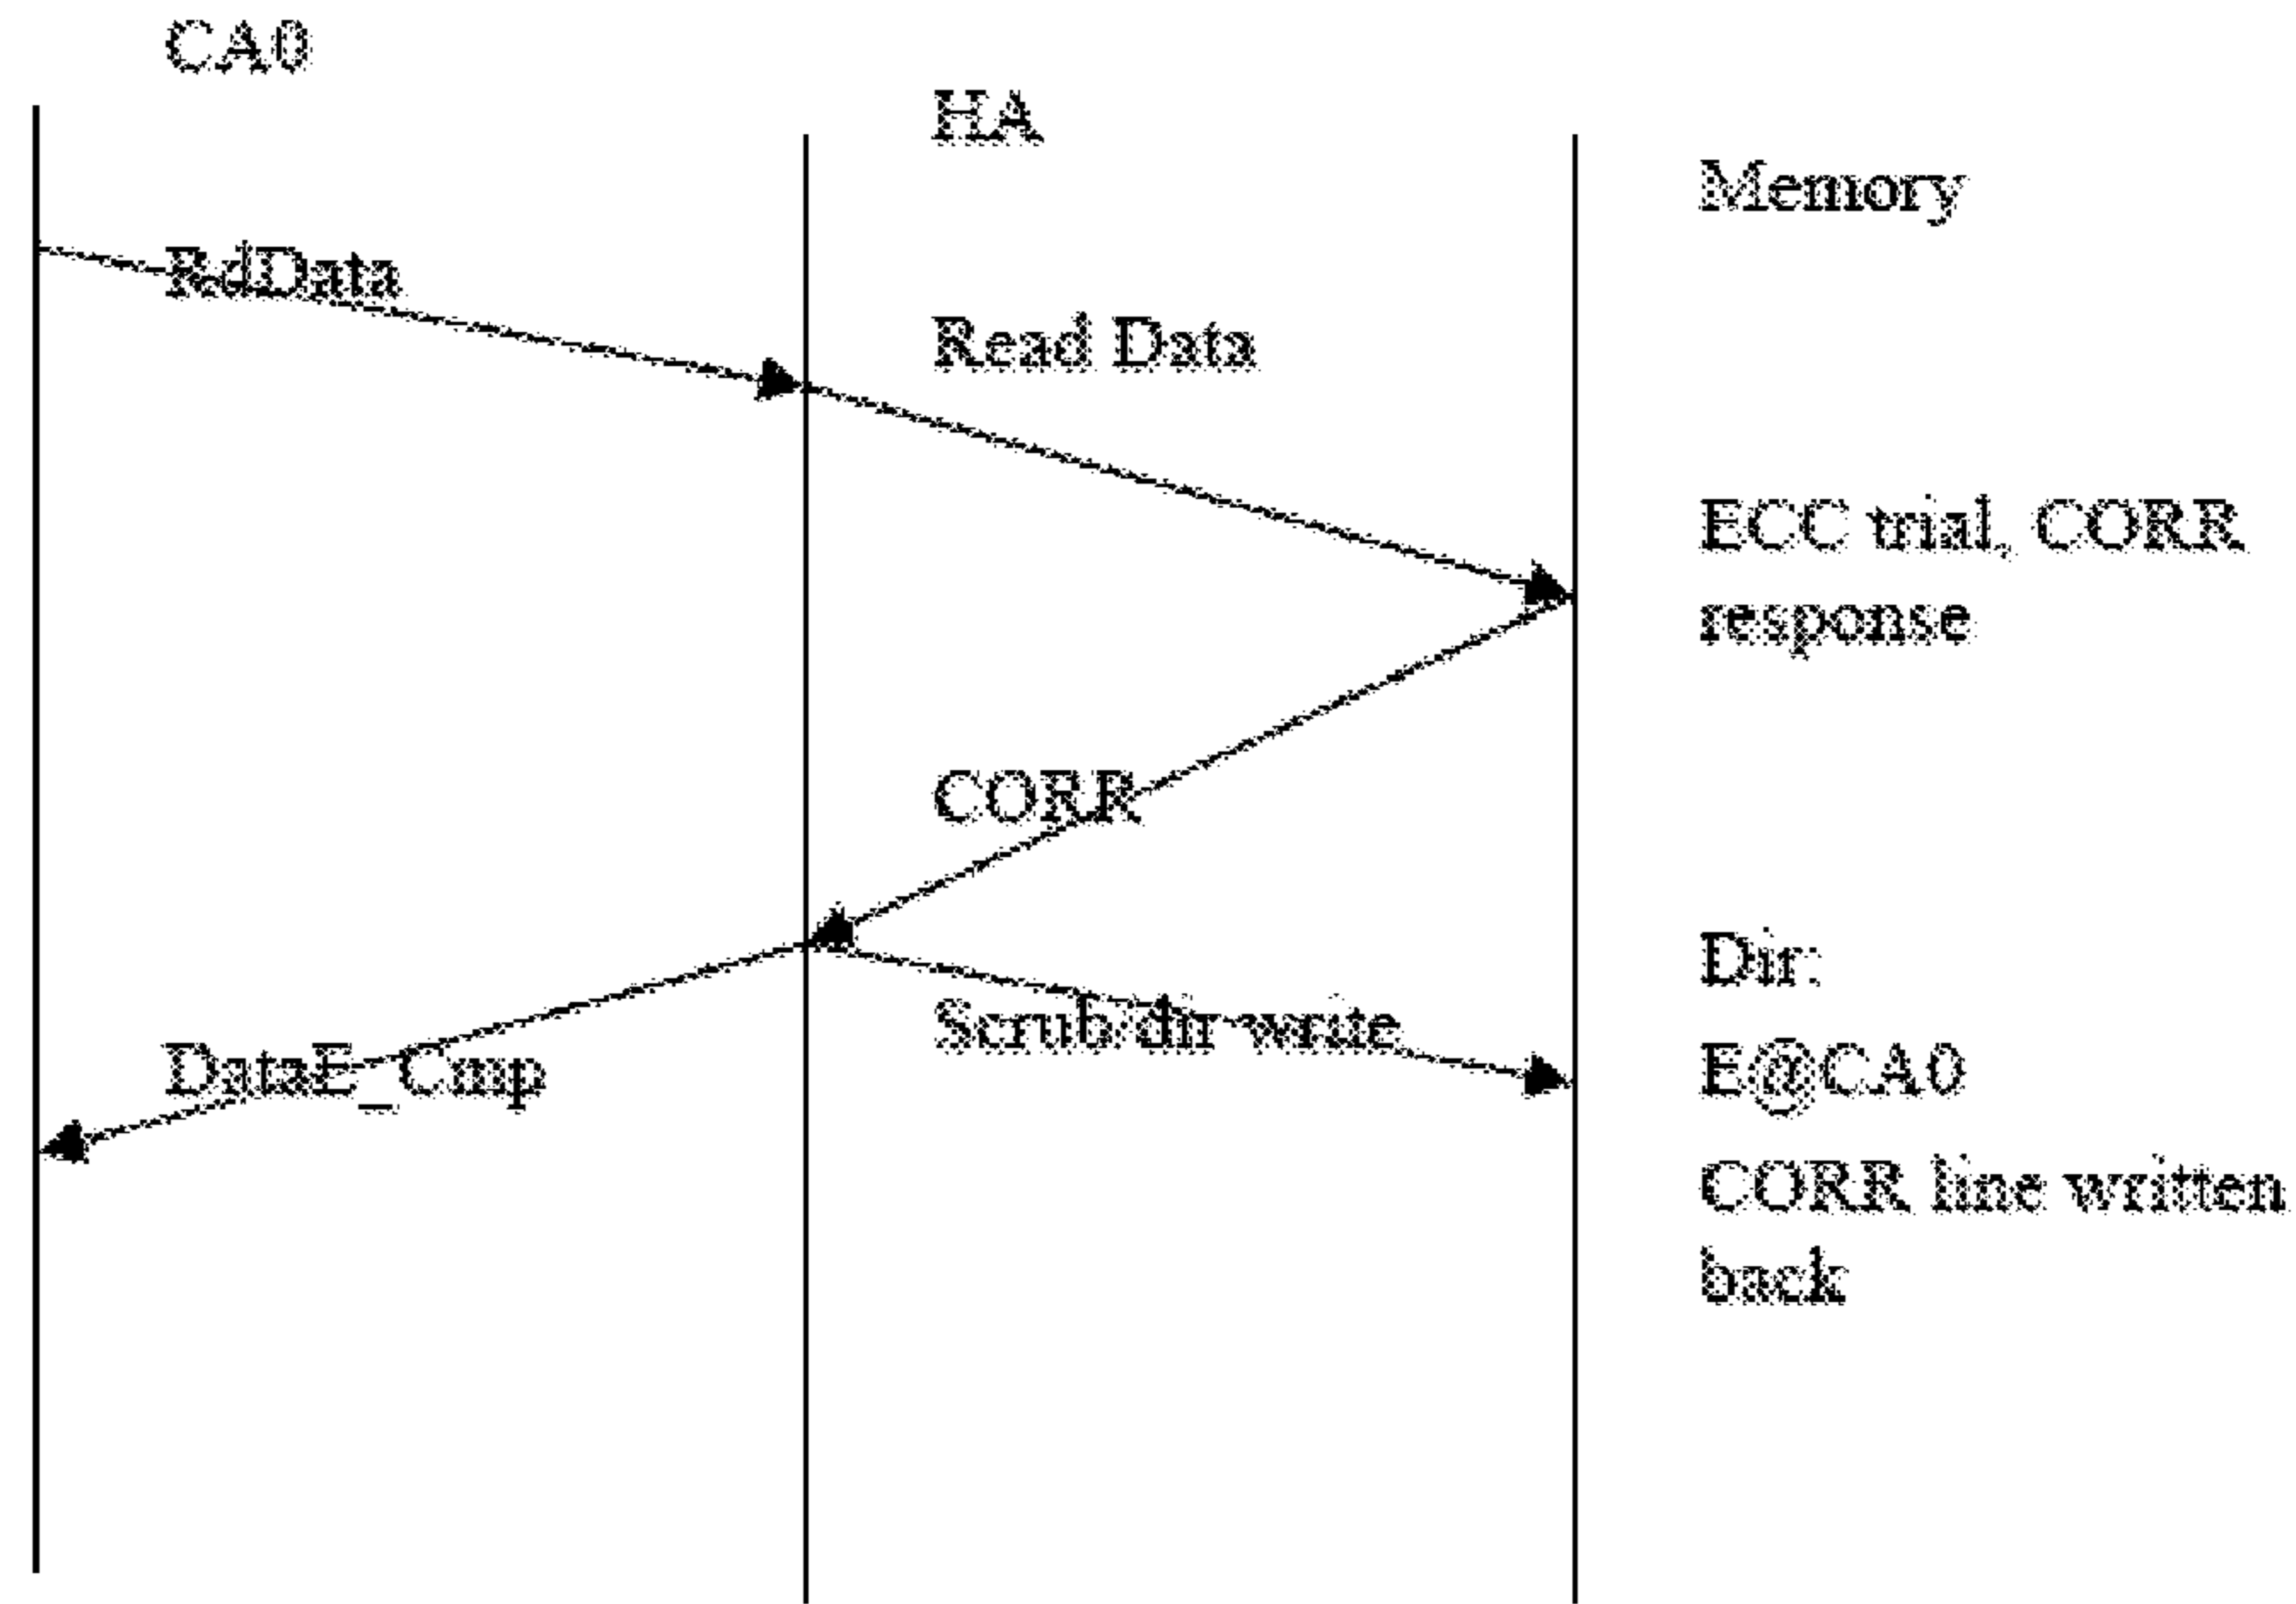 CA0
HA
Memory
RdData
Read Data
ECC trial, CORR
response
CORR
Dir:
Scrub/dir write
DataE_Cmp
E@CA0
CORR line written
back